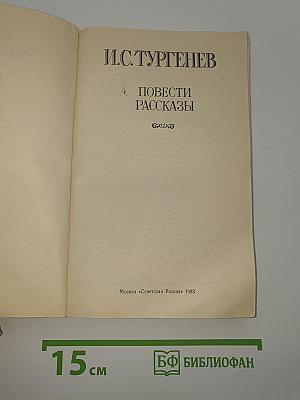 И.С.ТУРГЕНЕВ
ПОВЕСТИ
РАССКАЗЫ
Москва «Советская Россия» 1983
15 см
БФ БИБЛИОФАН